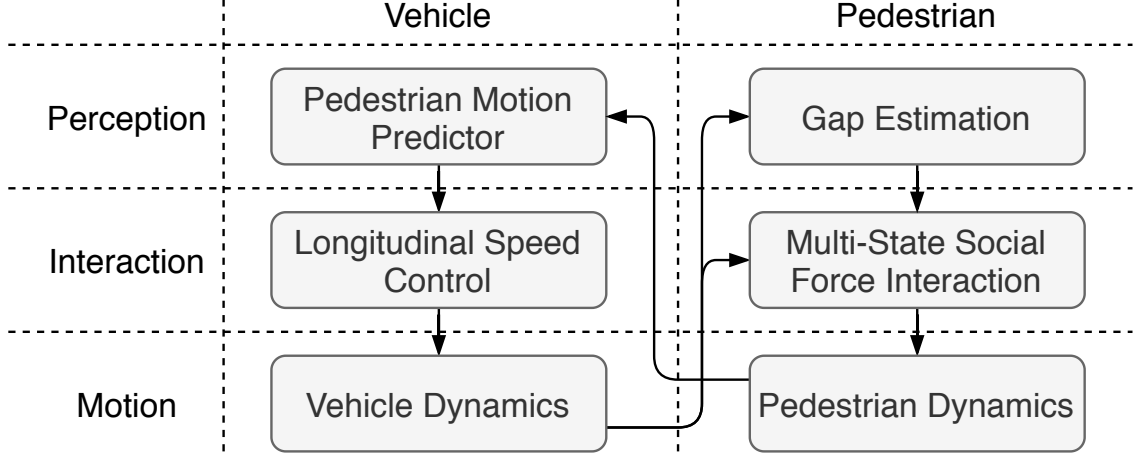 Vehicle
Pedestrian
Perception
Pedestrian Motion
Predictor
Gap Estimation
Interaction
Longitudinal Speed
Control
Multi-State Social
Force Interaction
Motion
Vehicle Dynamics
Pedestrian Dynamics